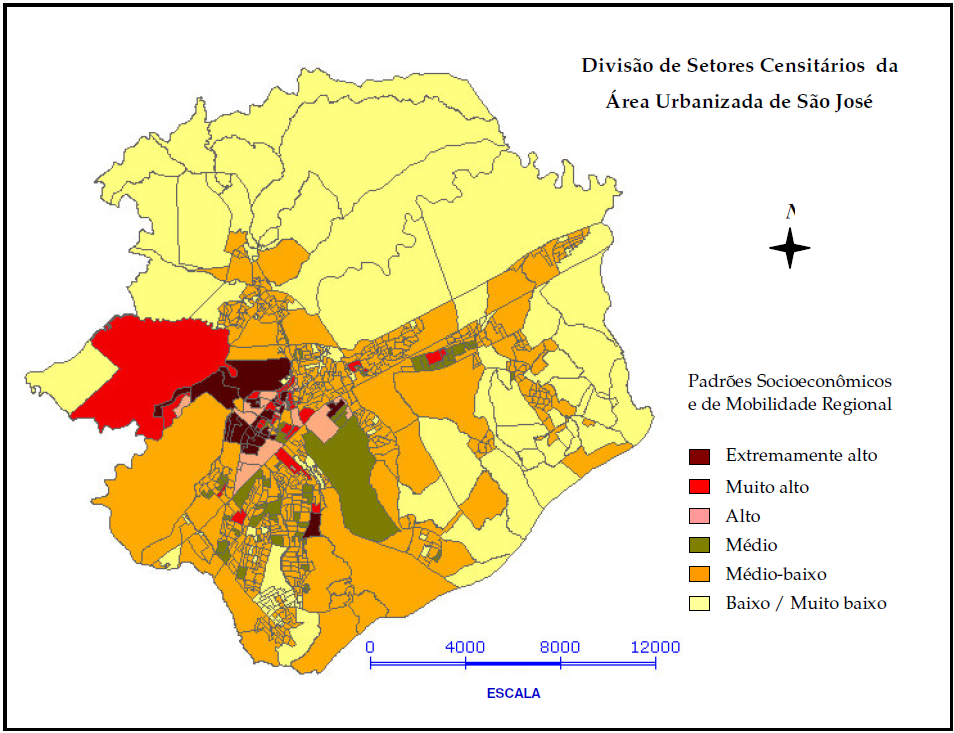 Divisão de Setores Censitários da
Área Urbanizada de São José
N
Padrões Socioeconômicos
e de Mobilidade Regional
Extremamente alto
Muito alto
Alto
Médio
Médio-baixo
Baixo / Muito baixo
0 4000 8000 12000
ESCALA